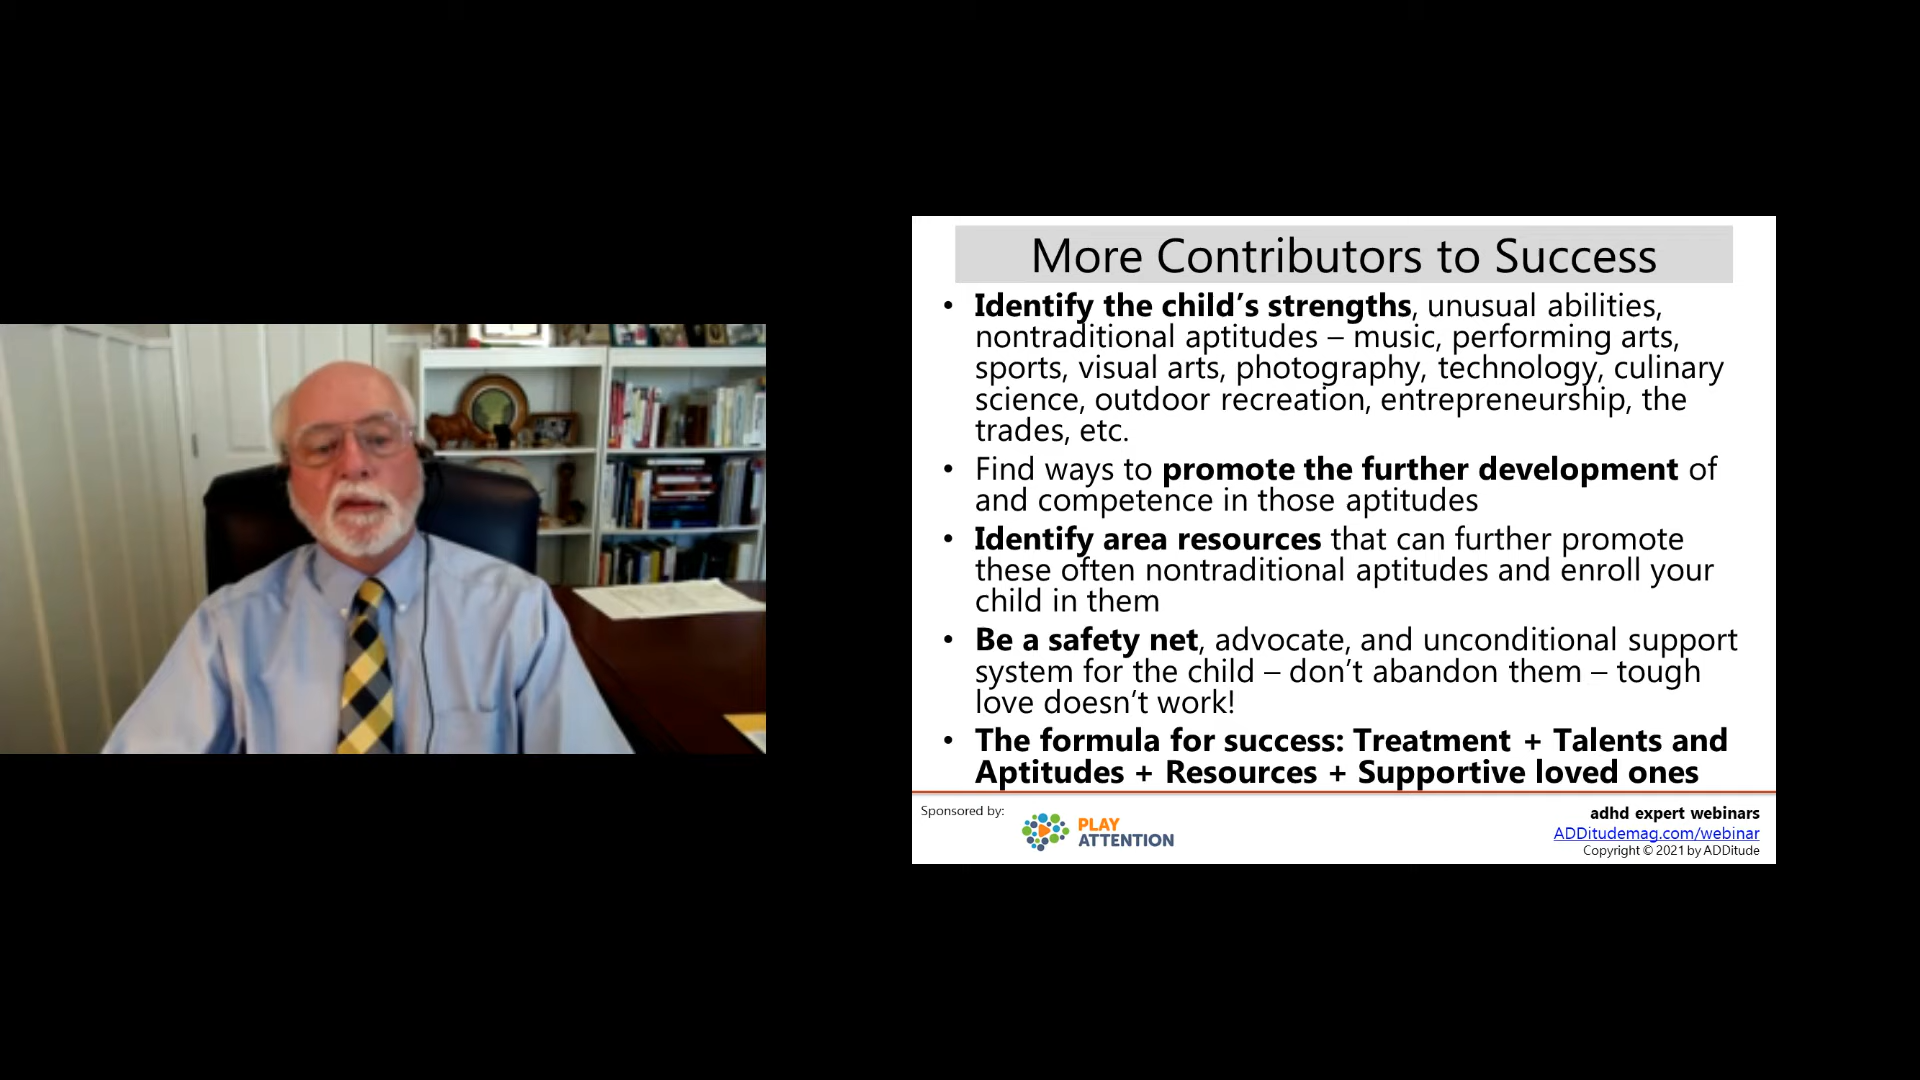 More Contributors to Success
• Identify the child’s strengths, unusual abilities,
nontraditional aptitudes – music, performing arts,
sports, visual arts, photography, technology, culinary
science, outdoor recreation, entrepreneurship, the
trades, etc.
• Find ways to promote the further development of
and competence in those aptitudes
• Identify area resources that can further promote
these often nontraditional aptitudes and enroll your
child in them
• Be a safety net, advocate, and unconditional support
system for the child – don’t abandon them – tough
love doesn’t work!
• The formula for success: Treatment + Talents and
Aptitudes + Resources + Supportive loved ones
Sponsored by:
PLAY
ATTENTION
adhd expert webinars
ADDitudemag.com/webinar
Copyright © 2021 by ADDitude